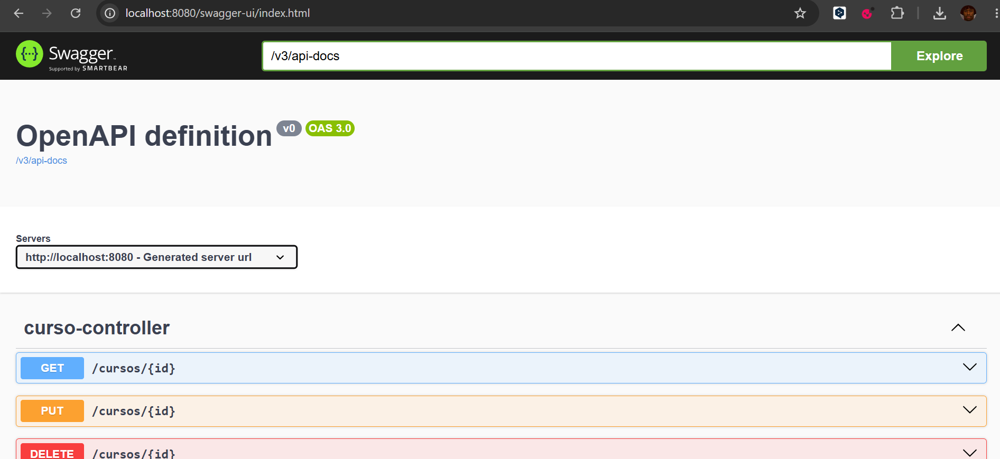 localhost:8080/swagger-ui/index.html
Swagger™
Supported by SMARTBEAR
/v3/api-docs
Explore
OpenAPI definition v0 OAS 3.0
/v3/api-docs
Servers
http://localhost:8080 - Generated server url
curso-controller
GET /cursos/{id}
PUT /cursos/{id}
DELETE /cursos/{id}